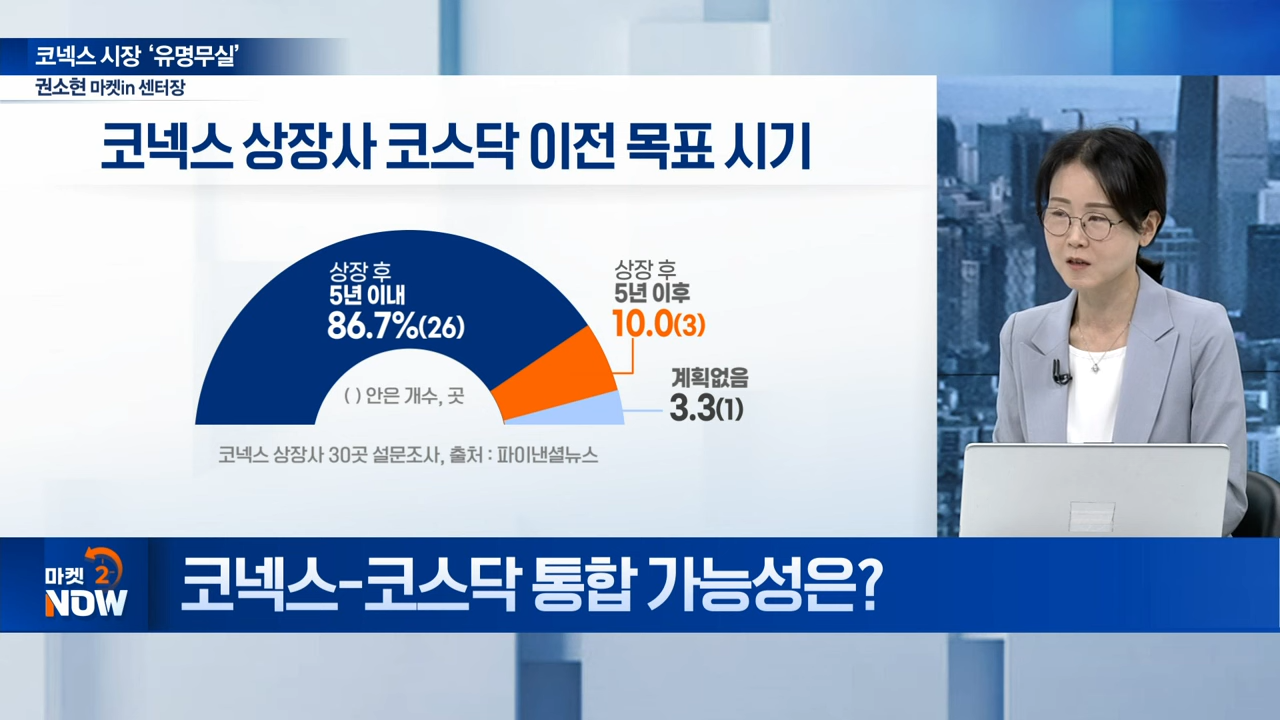 코넥스 시장 ‘유명무실’
권소현 마켓in 센터장
코넥스 상장사 코스닥 이전 목표 시기
상장 후
5년 이내
86.7%(26)
상장 후
5년 이후
10.0(3)
계획없음
3.3(1)
( ) 안은 개수, 곳
코넥스 상장사 30곳 설문조사, 출처 : 파이낸셜뉴스
마켓 2
NOW
코넥스-코스닥 통합 가능성은?